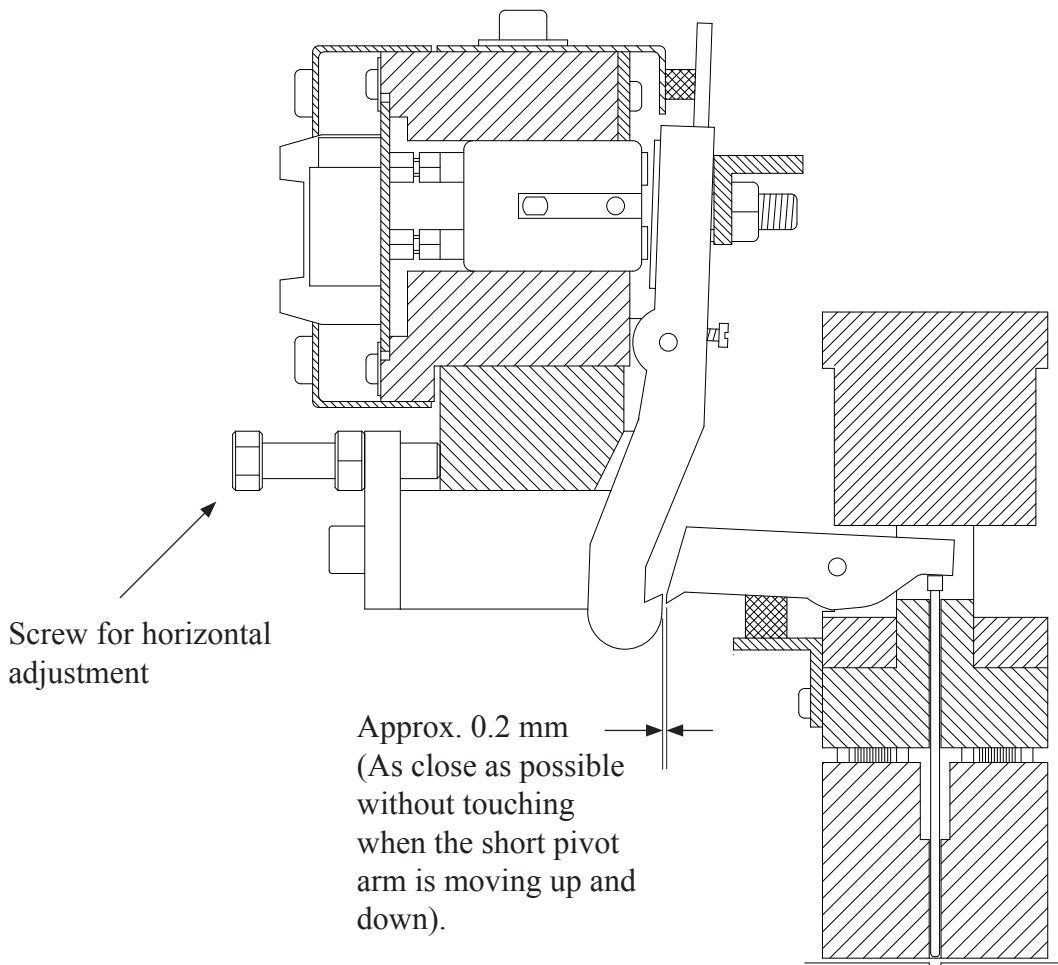 Screw for horizontal
adjustment
Approx. 0.2 mm
(As close as possible
without touching
when the short pivot
arm is moving up and
down).